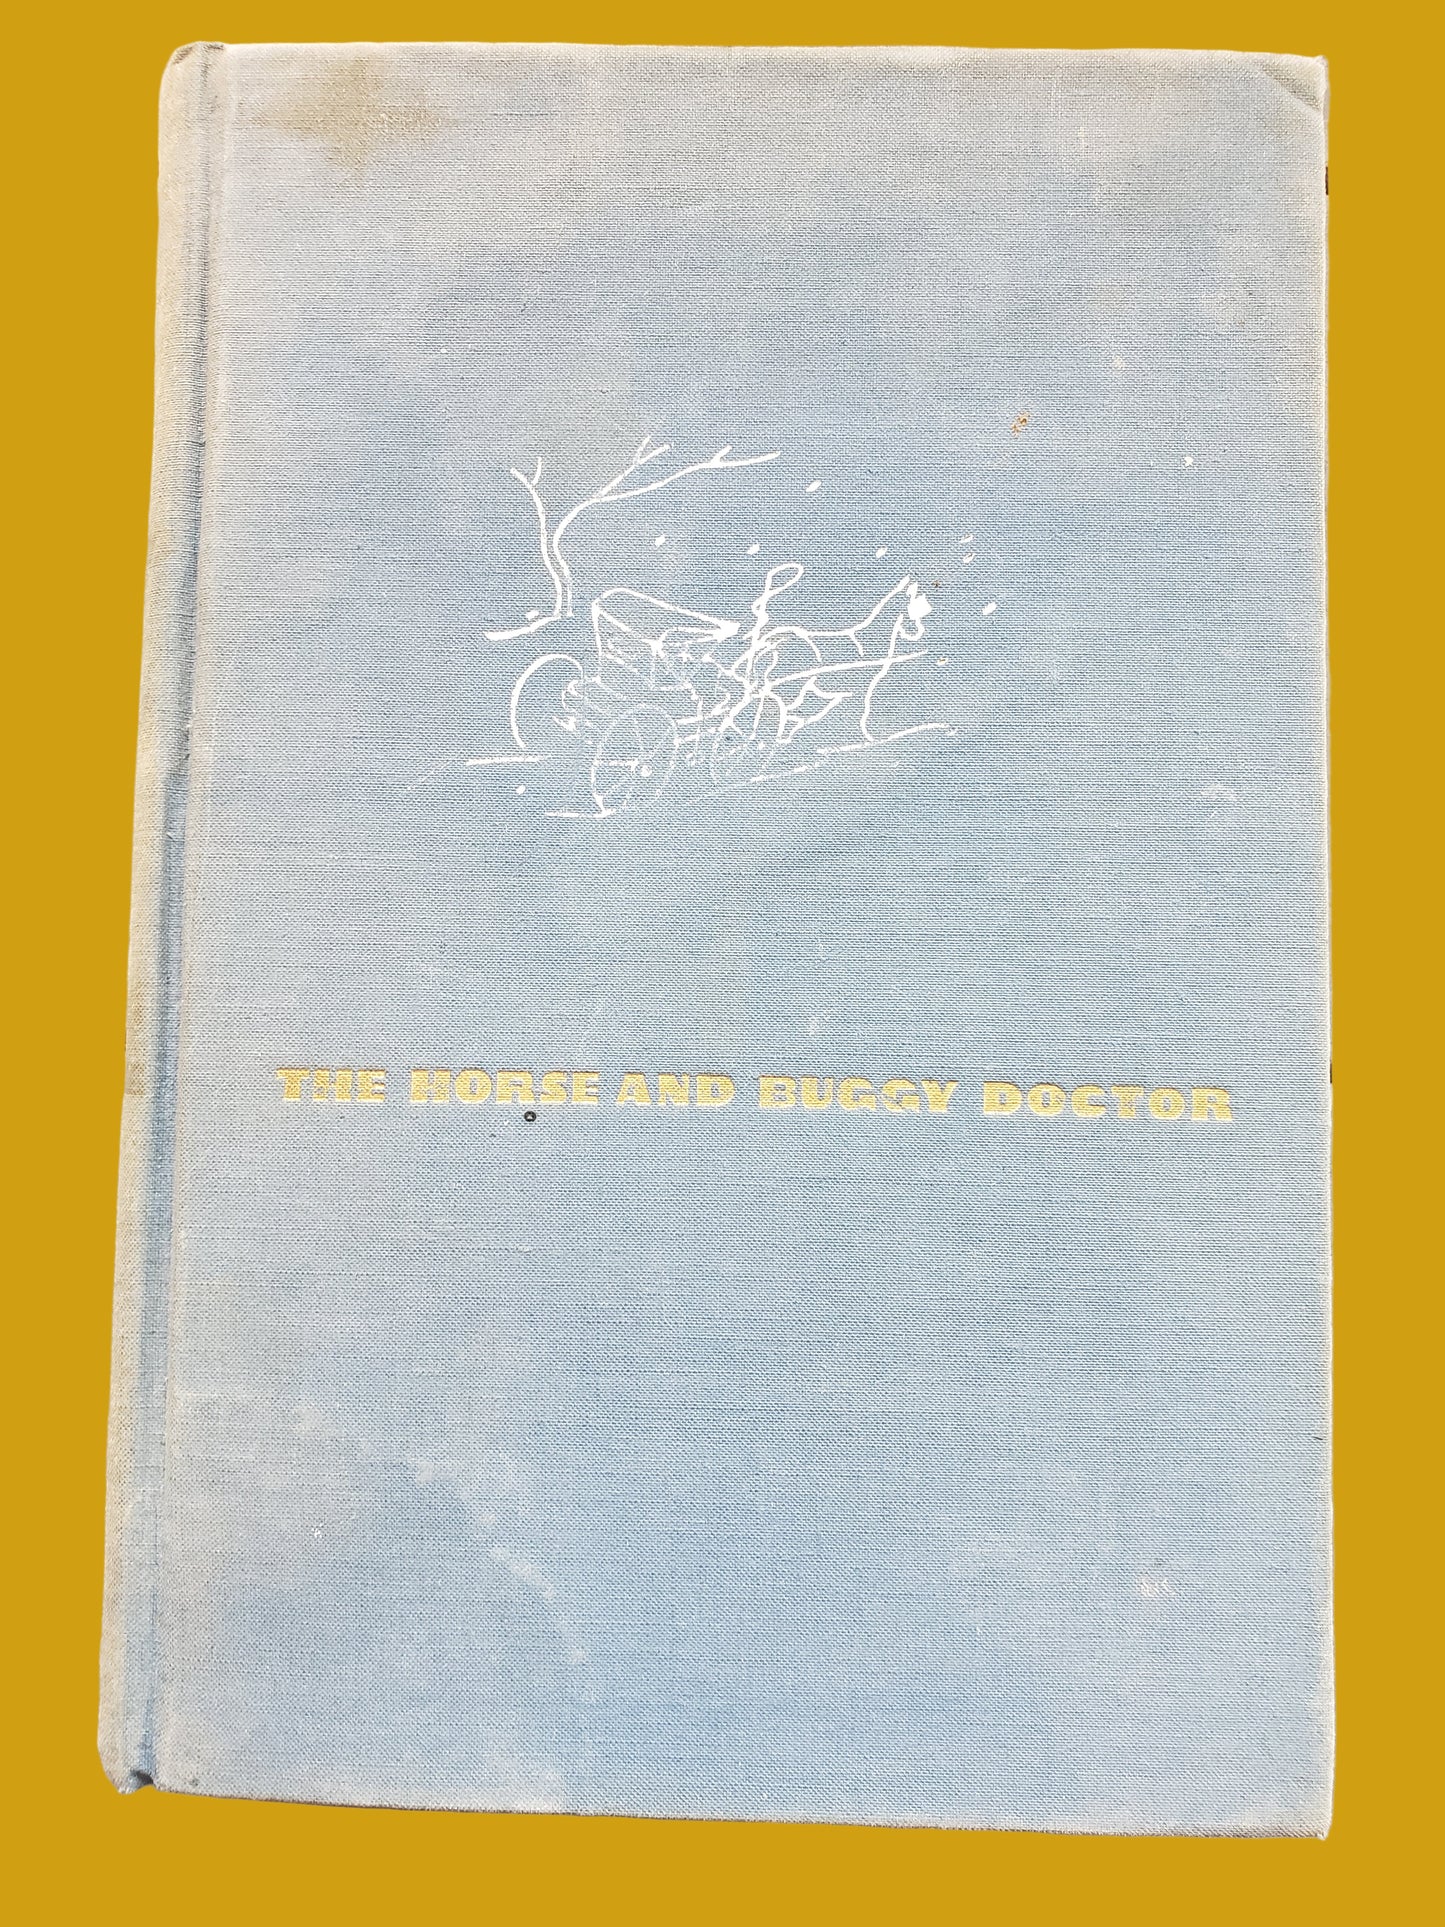 THE HORSE AND BUGGY DOCTOR